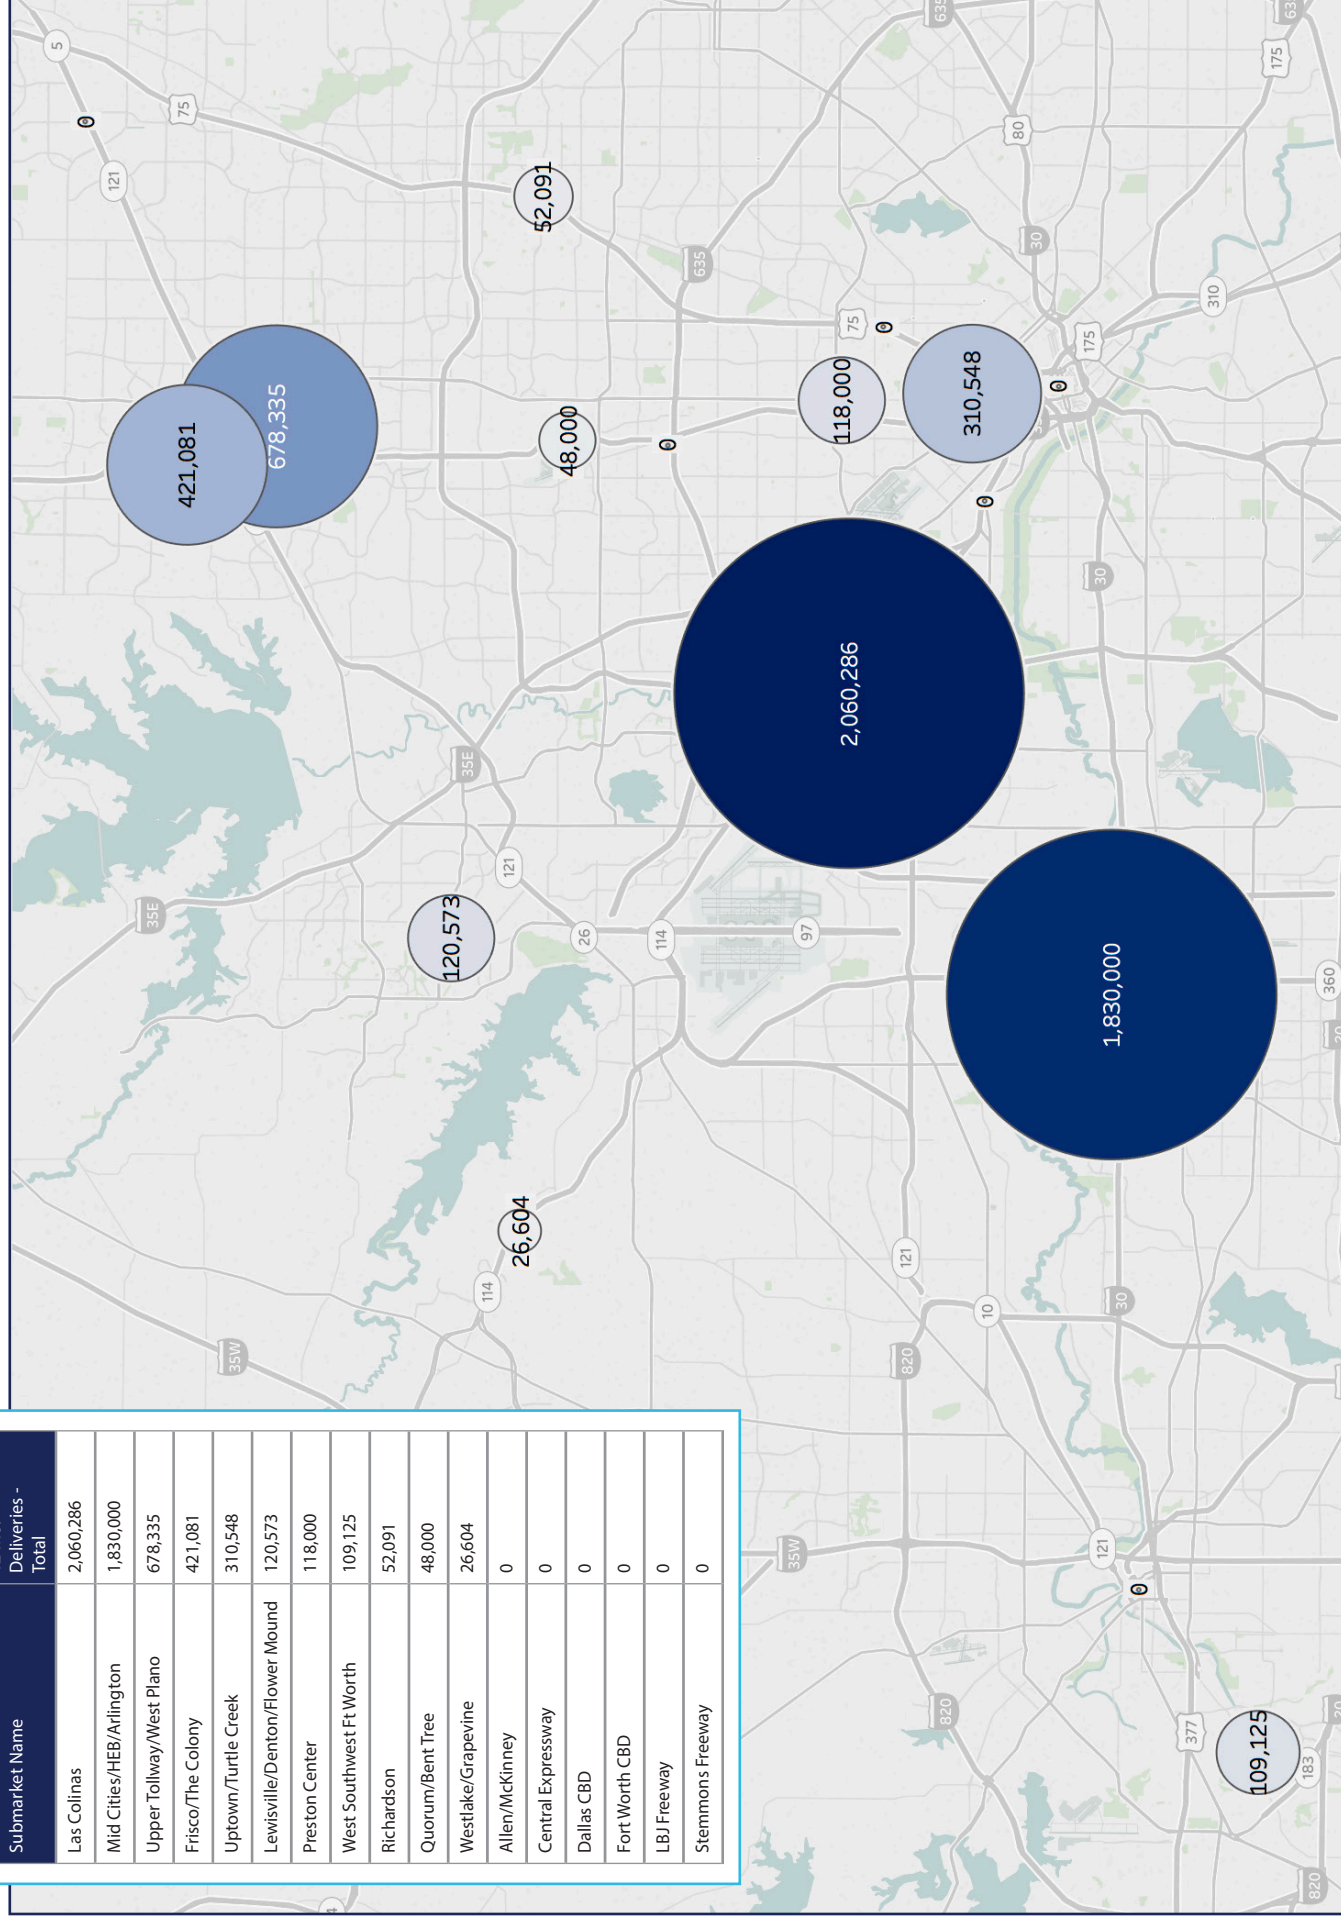 Submarket Name
Deliveries -
Total
Las Colinas
2,060,286
Mid Cities/HEB/Arlington
1,830,000
Upper Tollway/West Plano
678,335
Frisco/The Colony
421,081
Uptown/Turtle Creek
310,548
Lewisville/Denton/Flower Mound
120,573
Preston Center
118,000
West Southwest Ft Worth
109,125
Richardson
52,091
Quorum/Bent Tree
48,000
Westlake/Grapevine
26,604
Allen/McKinney
0
Central Expressway
0
Dallas CBD
0
Fort Worth CBD
0
LBJ Freeway
0
Stemmons Freeway
0
5
0
75
121
421,081
678,335
52,091
48,000
0
635
635
175
80
30
310
175
75
0
118,000
310,548
0
0
30
2,060,286
35E
35E
121
120,573
26
114
97
1,830,000
360
26,604
114
35W
121
820
10
30
35W
121
0
820
377
109,125
183
820